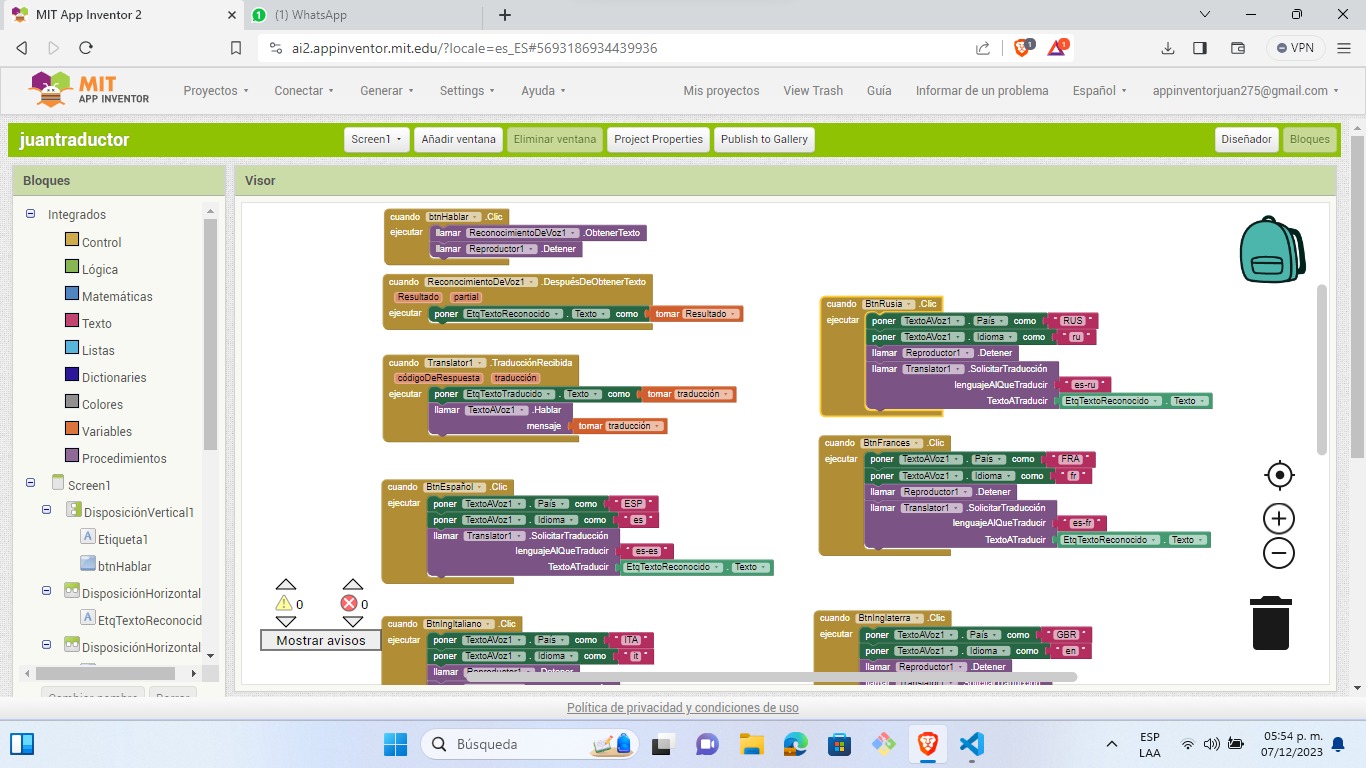 MIT App Inventor 2
(1) WhatsApp
ai2.appinventor.mit.edu/?locale=es_ES#5693186934439936
1
1
VPN
MIT
APP INVENTOR
Proyectos
Conectar
Generar
Settings
Ayuda
Mis proyectos
View Trash
Guía
Informar de un problema
Español
appinventorjuan275@gmail.com
juantraductor
Screen1
Añadir ventana
Eliminar ventana
Project Properties
Publish to Gallery
Diseñador
Bloques
Bloques
Integrados
Control
Lógica
Matemáticas
Texto
Listas
Dictionaries
Colores
Variables
Procedimientos
Screen1
DisposiciónVertical1
Etiqueta1
btnHablar
DisposiciónHorizontal
EtqTextoReconocid
DisposiciónHorizontal
Cambiar nombre
Borrar
Visor
cuando btnHablar .Clic
ejecutar llamar ReconocimientoDeVoz1 .ObtenerTexto
llamar Reproductor1 .Detener
cuando ReconocimientoDeVoz1 .DespuésDeObtenerTexto
Resultado partial
ejecutar poner EtqTextoReconocido . Texto como tomar Resultado
cuando Translator1 .TraducciónRecibida
códigoDeRespuesta traducción
ejecutar poner EtqTextoTraducido . Texto como tomar traducción
llamar TextoAVoz1 .Hablar
mensaje tomar traducción
cuando BtnEspañol .Clic
ejecutar poner TextoAVoz1 . País como " ESP "
poner TextoAVoz1 . Idioma como " es "
llamar Translator1 .SolicitarTraducción
lenguajeAlQueTraducir " es-es "
TextoATraducir EtqTextoReconocido . Texto
cuando BtnIngItaliano .Clic
ejecutar poner TextoAVoz1 . País como " ITA "
poner TextoAVoz1 . Idioma como " it "
llamar Reproductor1 .Detener
cuando BtnRusia .Clic
ejecutar poner TextoAVoz1 . País como " RUS "
poner TextoAVoz1 . Idioma como " ru "
llamar Reproductor1 .Detener
llamar Translator1 .SolicitarTraducción
lenguajeAlQueTraducir " es-ru "
TextoATraducir EtqTextoReconocido . Texto
cuando BtnFrances .Clic
ejecutar poner TextoAVoz1 . País como " FRA "
poner TextoAVoz1 . Idioma como " fr "
llamar Reproductor1 .Detener
llamar Translator1 .SolicitarTraducción
lenguajeAlQueTraducir " es-fr "
TextoATraducir EtqTextoReconocido . Texto
cuando BtnInglaterra .Clic
ejecutar poner TextoAVoz1 . País como " GBR "
poner TextoAVoz1 . Idioma como " en "
llamar Reproductor1 .Detener
llamar Translator1 .SolicitarTraducción
0
0
Mostrar avisos
Política de privacidad y condiciones de uso
Búsqueda
ESP
LAA
05:54 p. m.
07/12/2023